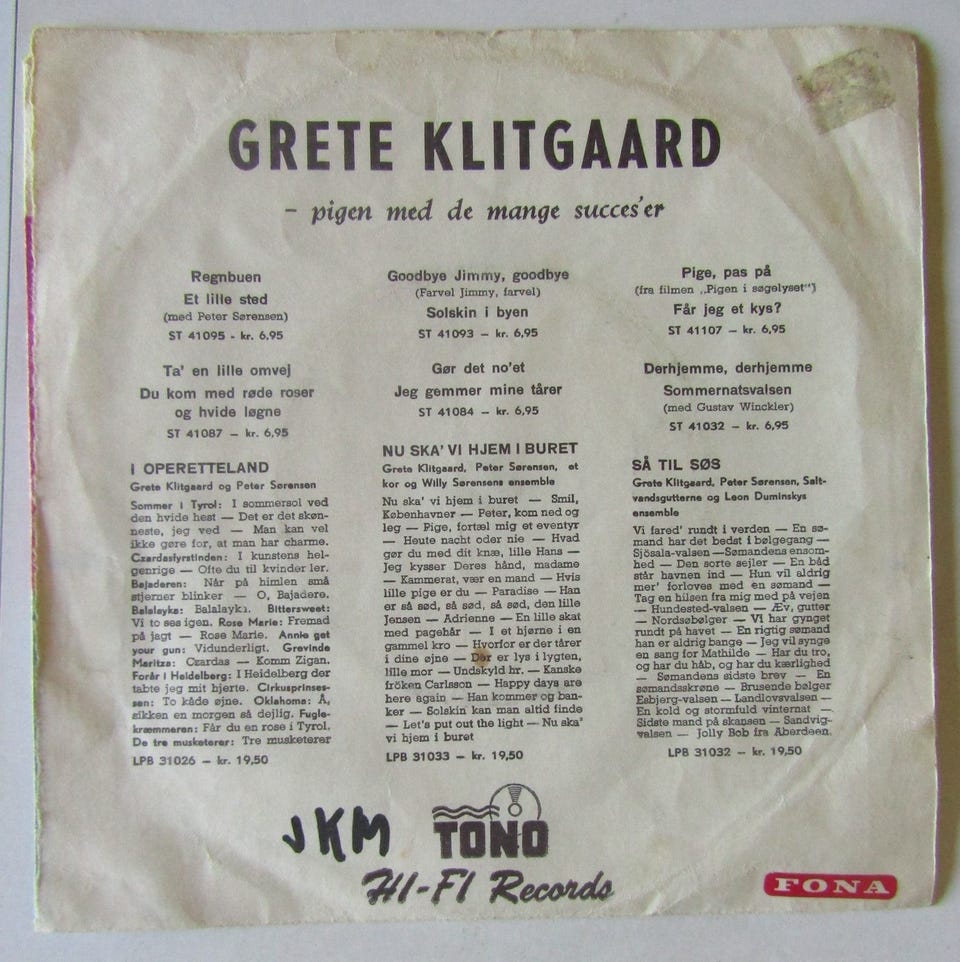 GRETE KLITGAARD
– pigen med de mange succes'er
Regnbuen
Et lille sted
(med Peter Sørensen)
ST 41095 - kr. 6,95
Goodbye Jimmy, goodbye
(Farvel Jimmy, farvel)
Solskin i byen
ST 41093 – kr. 6,95
Pige, pas på
(fra filmen „Pigen i søgelyset")
Får jeg et kys?
ST 41107 – kr. 6,95
Ta' en lille omvej
Du kom med røde roser
og hvide løgne
ST 41087 – kr. 6,95
Gør det no'et
Jeg gemmer mine tårer
ST 41084 – kr. 6,95
Derhjemme, derhjemme
Sommernatsvalsen
(med Gustav Winckler)
ST 41032 – kr. 6,95
I OPERETTELAND
Grete Klitgaard og Peter Sørensen
Sommer i Tyrol: I sommersol ved
den hvide hest — Det er det skøn-
neste, jeg ved — Man kan vel
ikke gøre for, at man har charme.
Czardasfyrstinden: I kunstens hel-
genrige — Ofte du til kvinder ler.
Bajaderen: Når på himlen små
stjerner blinker — O, Bajadere.
Balalayka: Balalayka. Bittersweet:
Vi to ses igen. Rose Marie: Fremad
på jagt — Rose Marie. Annie get
your gun: Vidunderligt. Grevinde
Maritza: Czardas — Komm Zigan.
Forår i Heidelberg: I Heidelberg der
tabte jeg mit hjerte. Cirkusprinses-
sen: To kåde øjne. Oklahoma: Å,
sikken en morgen så dejlig. Fugle-
kræmmeren: Får du en rose i Tyrol.
De tre musketerer: Tre musketerer
LPB 31026 – kr. 19,50
NU SKA' VI HJEM I BURET
Grete Klitgaard, Peter Sørensen, et
kor og Willy Sørensens ensemble
Nu ska' vi hjem i buret — Smil,
Københavner — Peter, kom ned og
leg — Pige, fortæl mig et eventyr
— Heute nacht oder nie — Hvad
gør du med dit knæ, lille Hans —
Jeg kysser Deres hånd, madame
— Kammerat, vær en mand — Hvis
lille pige er du — Paradise — Han
er så sød, så sød, så sød, den lille
Jensen — Adrienne — En lille skat
med pagehår — I et hjørne i en
gammel kro — Hvorfor er der tårer
i dine øjne — Der er lys i lygten,
lille mor — Undskyld hr. — Kanske
fröken Carlsson — Happy days are
here again — Han kommer og ban-
ker — Solskin kan man altid finde
— Let's put out the light — Nu ska'
vi hjem i buret
LPB 31033 – kr. 19,50
SÅ TIL SØS
Grete Klitgaard, Peter Sørensen, Salt-
vandsgutterne og Leon Duminskys
ensemble
Vi fared' rundt i verden — En sø-
mand har det bedst i bølgegang —
Sjösala-valsen —Sømandens ensom-
hed — Den sorte sejler — En båd
står havnen ind — Hun vil aldrig
mer' forloves med en sømand —
Tag en hilsen fra mig med på vejen
— Hundested-valsen — Æv, gutter
— Nordsøbølger — Vi har gynget
rundt på havet — En rigtig sømand
han er aldrig bange — Jeg vil synge
en sang for Mathilde — Har du tro,
og har du håb, og har du kærlighed
— Sømandens sidste brev — En
sømandsskrøne — Brusende bølger
Esbjerg-valsen — Landlovsvalsen —
En kold og stormfuld vinternat —
Sidste mand på skansen — Sandvig-
valsen — Jolly Bob fra Aberdeen.
LPB 31032 – kr. 19,50
JKM
TONO
HI-FI Records
FONA